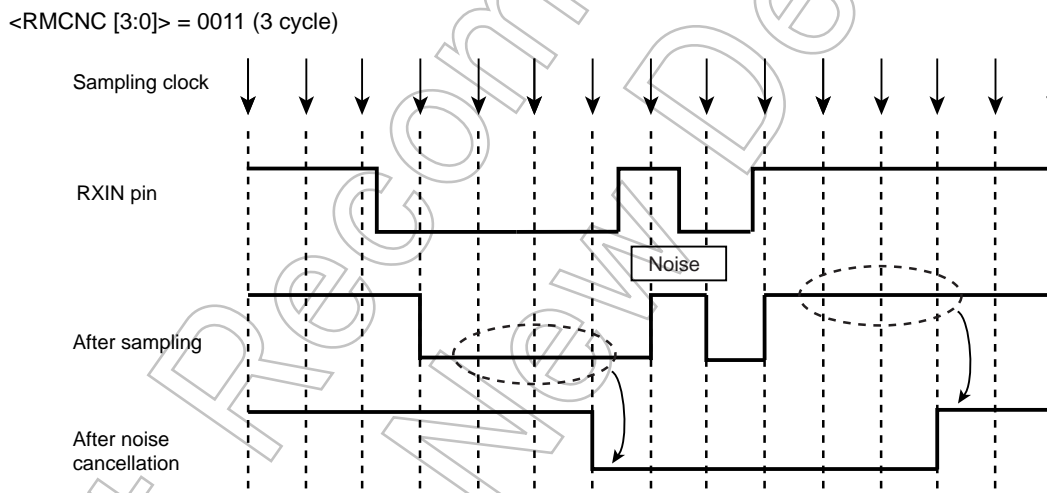 <RMCNC [3:0]> = 0011 (3 cycle)
Sampling clock
RXIN pin
Noise
After sampling
After noise
cancellation